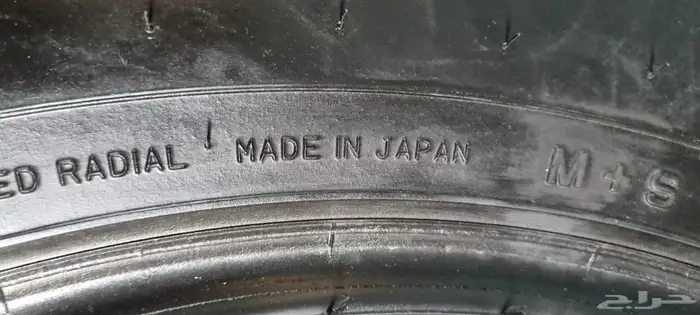 ED RADIAL MADE IN JAPAN M + S
حراج